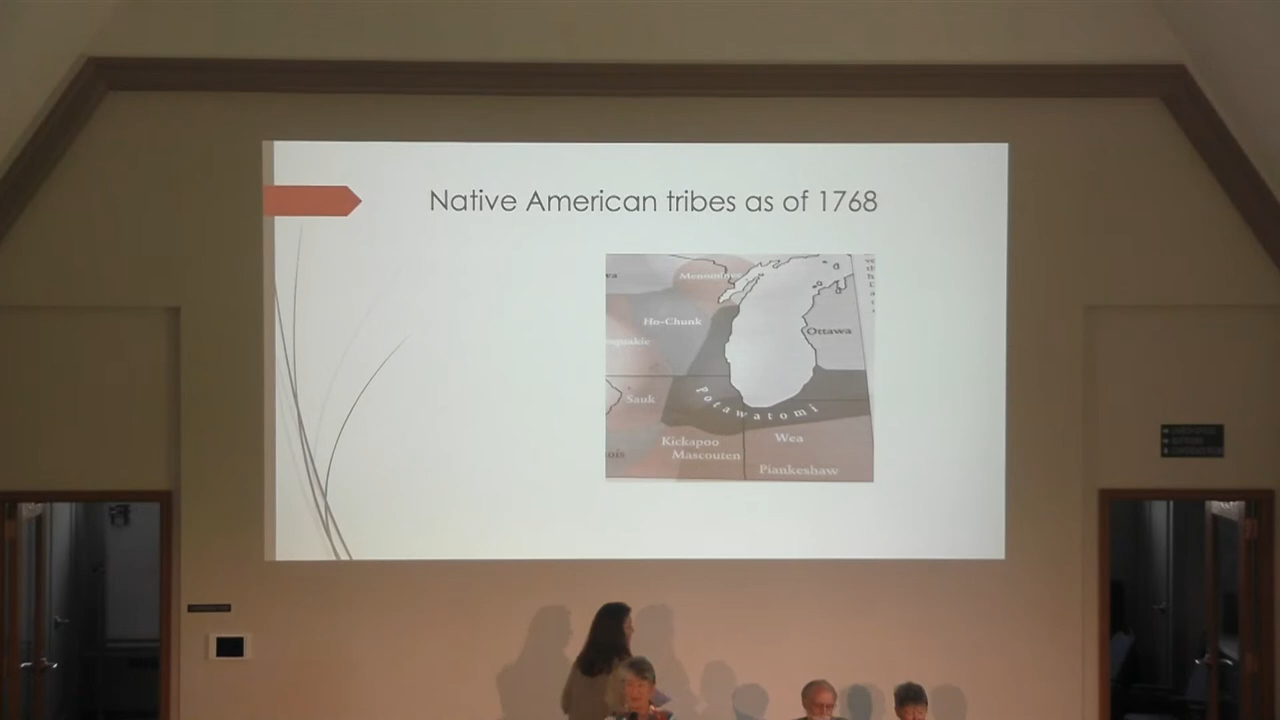 Native American tribes as of 1768
Menominee
Ho-Chunk
Ottawa
Sauk
Potawatomi
Kickapoo
Mascouten
Wea
Piankeshaw